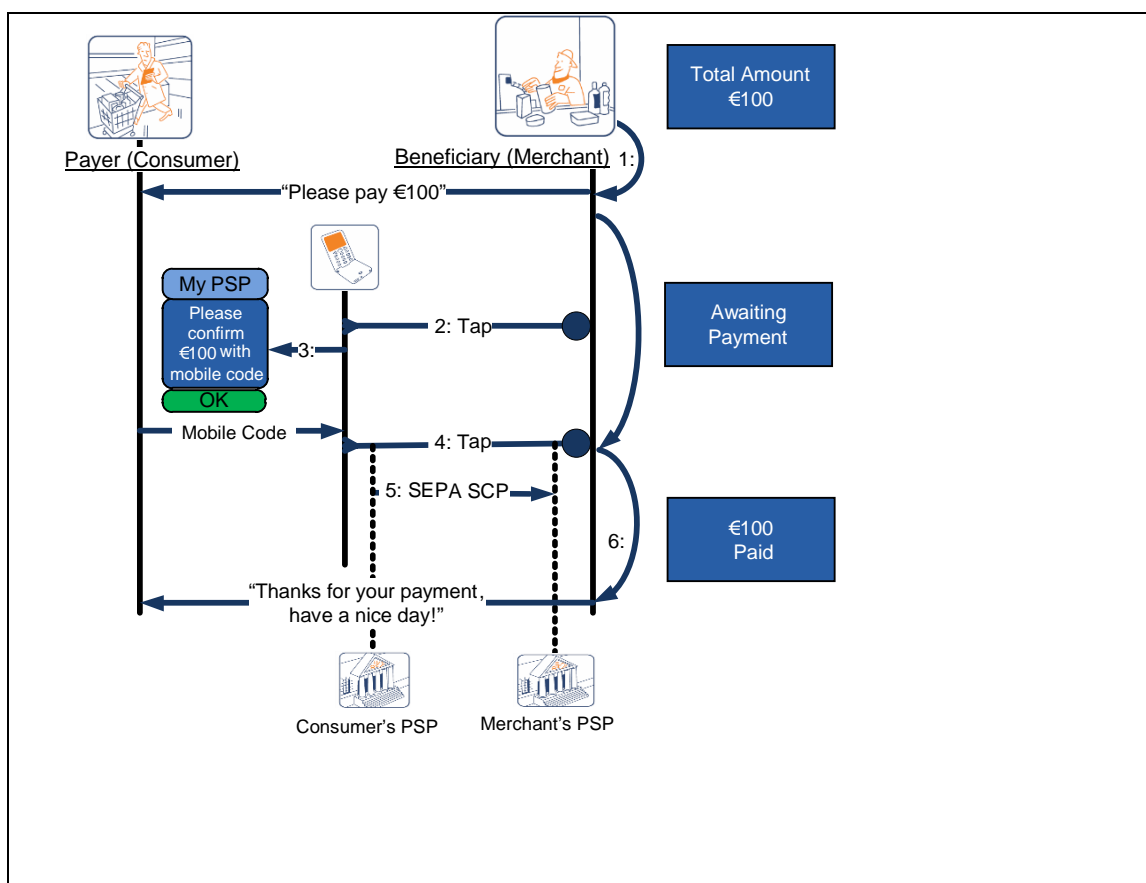 Total Amount
€100
Payer (Consumer)
Beneficiary (Merchant)
1:
“Please pay €100”
My PSP
Please
confirm
€100 with
mobile code
OK
2: Tap
3:
Awaiting
Payment
Mobile Code
4: Tap
5: SEPA SCP
6:
€100
Paid
“Thanks for your payment,
have a nice day!”
Consumer’s PSP
Merchant’s PSP